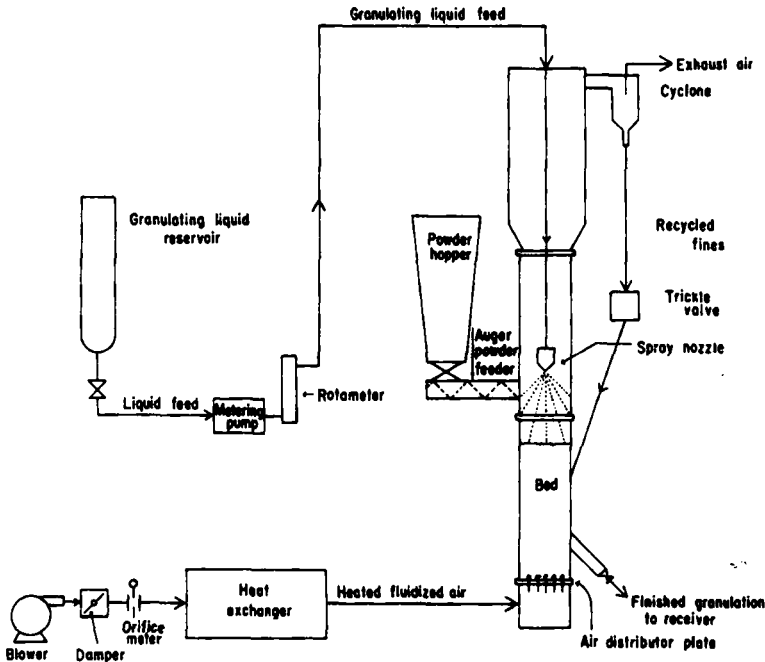 Granulating liquid feed
Exhaust air
Cyclone
Granulating liquid
reservoir
Powder
hopper
Recycled
fines
Trickle
valve
Auger
powder
feeder
Spray nozzle
Rotameter
Liquid feed
Metering
pump
Bed
Heat
exchanger
Heated fluidized air
Finished granulation
to receiver
Orifice
meter
Air distributor plate
Blower
Damper